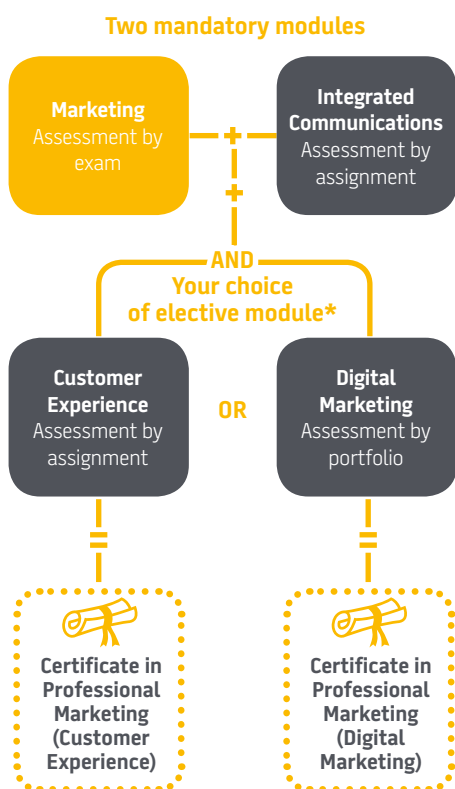 Two mandatory modules
Marketing
Assessment by
exam
+
Integrated
Communications
Assessment by
assignment
+
AND
Your choice
of elective module*
Customer
Experience
Assessment by
assignment
OR
Digital
Marketing
Assessment by
portfolio
=
=
Certificate in
Professional
Marketing
(Customer
Experience)
Certificate in
Professional
Marketing
(Digital
Marketing)